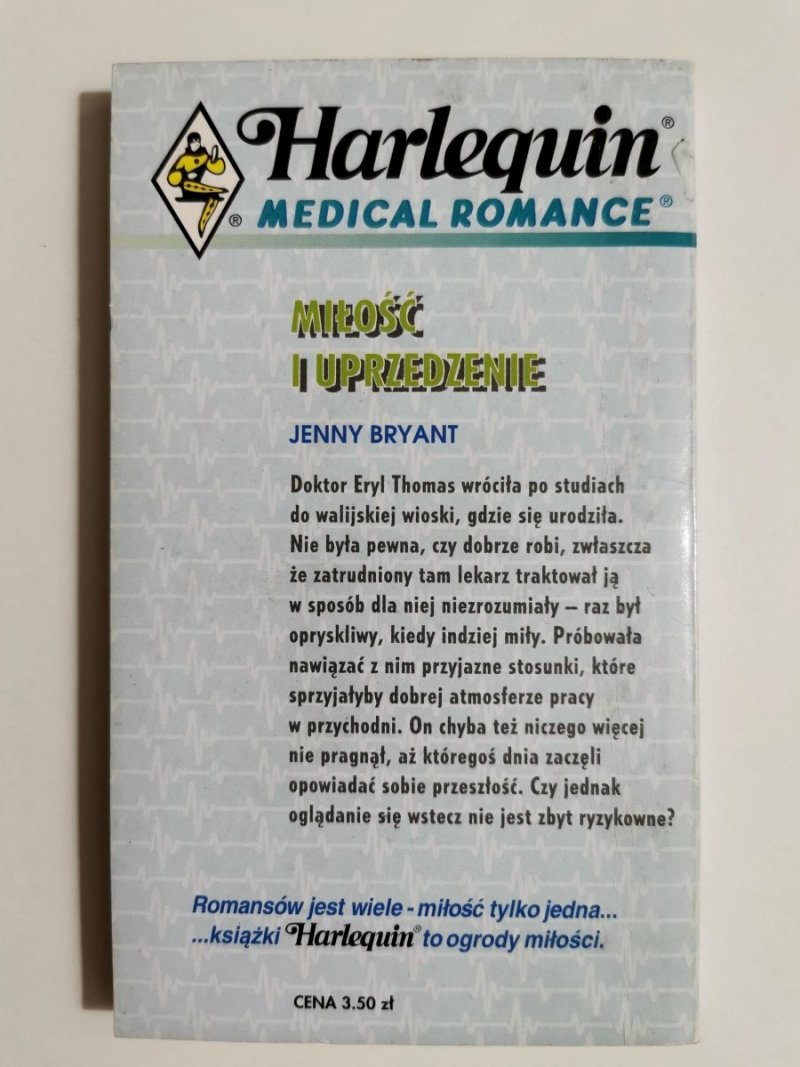 Harlequin®
® MEDICAL ROMANCE®
MIŁOŚĆ
I UPRZEDZENIE
JENNY BRYANT
Doktor Eryl Thomas wróciła po studiach
do walijskiej wioski, gdzie się urodziła.
Nie była pewna, czy dobrze robi, zwłaszcza
że zatrudniony tam lekarz traktował ją
w sposób dla niej niezrozumiały – raz był
opryskliwy, kiedy indziej miły. Próbowała
nawiązać z nim przyjazne stosunki, które
sprzyjałyby dobrej atmosferze pracy
w przychodni. On chyba też niczego więcej
nie pragnął, aż któregoś dnia zaczęli
opowiadać sobie przeszłość. Czy jednak
oglądanie się wstecz nie jest zbyt ryzykowne?
Romansów jest wiele - miłość tylko jedna...
...książki Harlequin® to ogrody miłości.
CENA 3.50 zł